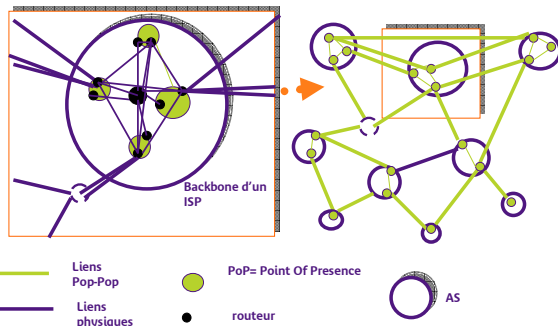 Backbone d'un
ISP
Liens
Pop-Pop
PoP= Point Of Presence
AS
Liens
physiques
routeur